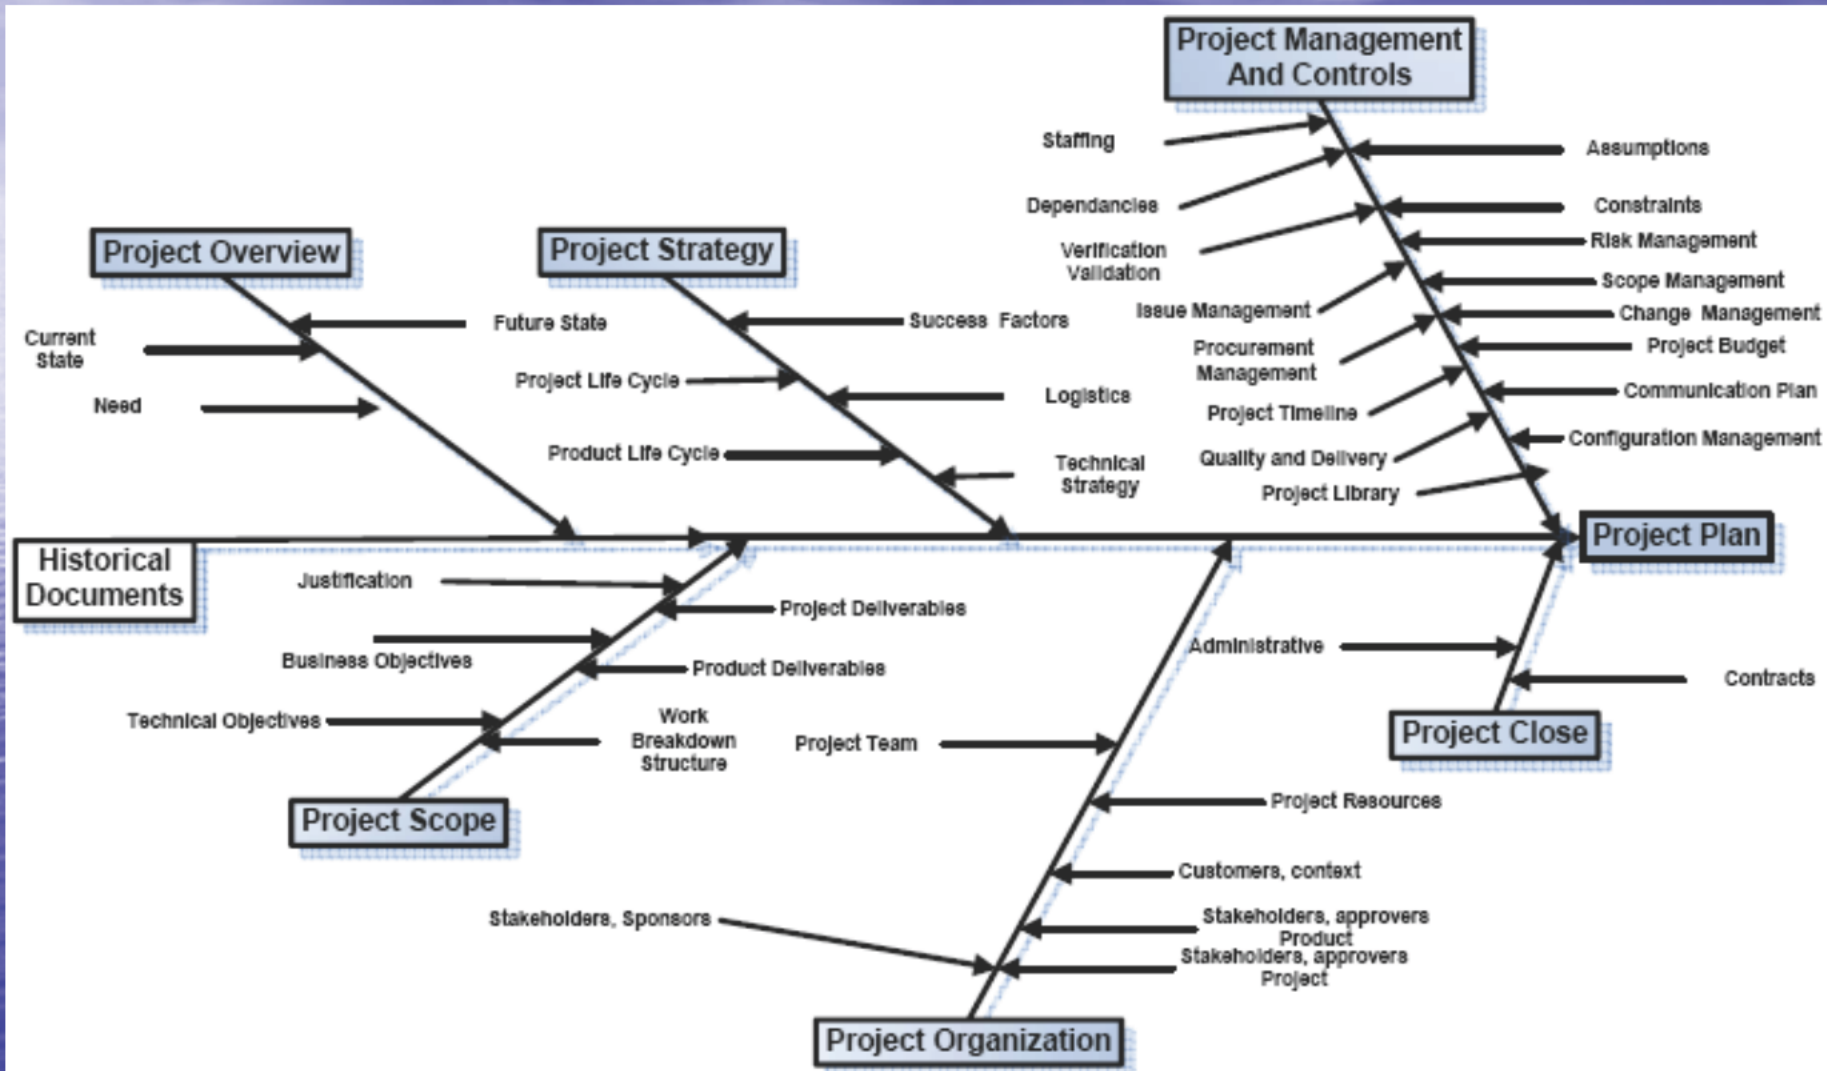 Project Management
And Controls
Staffing
Assumptions
Dependancies
Constraints
Verification
Validation
Risk Management
Issue Management
Scope Management
Change Management
Procurement
Management
Project Budget
Project Timeline
Communication Plan
Quality and Delivery
Configuration Management
Project Library
Project Overview
Future State
Current
State
Need
Project Strategy
Success Factors
Project Life Cycle
Logistics
Product Life Cycle
Technical
Strategy
Historical
Documents
Project Plan
Justification
Project Deliverables
Business Objectives
Product Deliverables
Technical Objectives
Work
Breakdown
Structure
Project Scope
Project Team
Project Resources
Customers, context
Stakeholders, Sponsors
Stakeholders, approvers
Product
Stakeholders, approvers
Project
Project Organization
Administrative
Contracts
Project Close